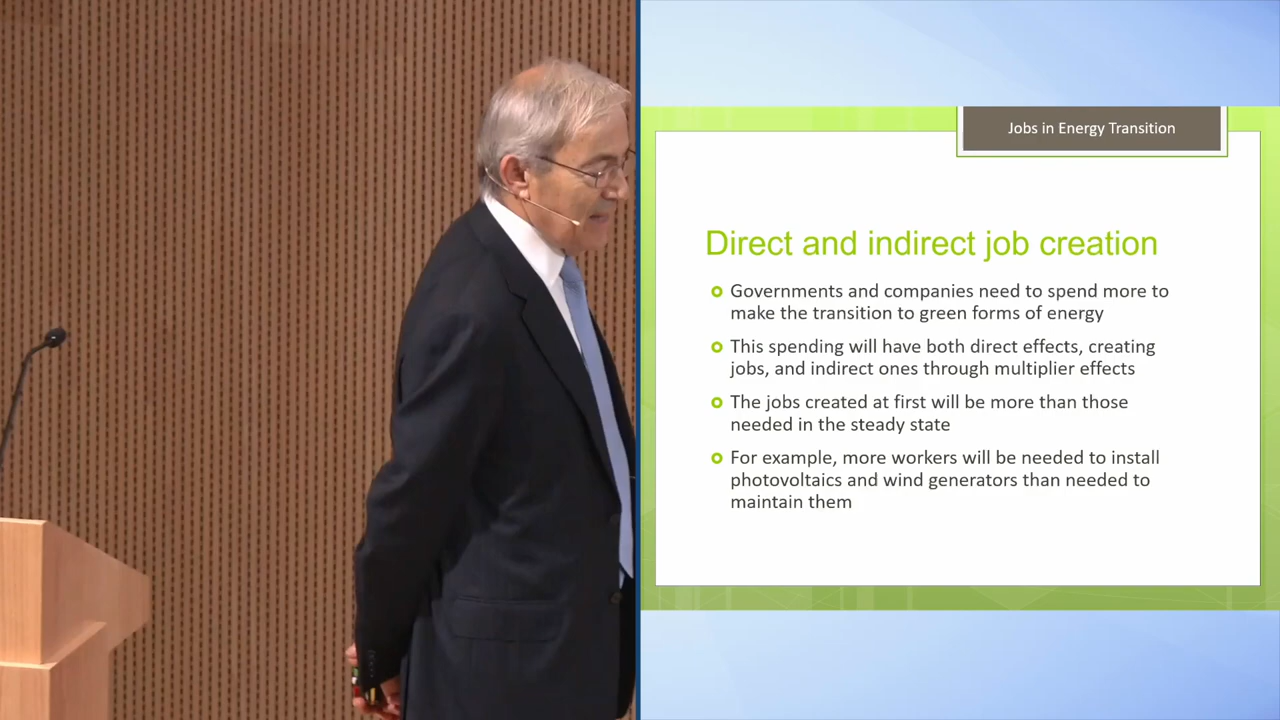 Jobs in Energy Transition
Direct and indirect job creation
Governments and companies need to spend more to
make the transition to green forms of energy
This spending will have both direct effects, creating
jobs, and indirect ones through multiplier effects
The jobs created at first will be more than those
needed in the steady state
For example, more workers will be needed to install
photovoltaics and wind generators than needed to
maintain them